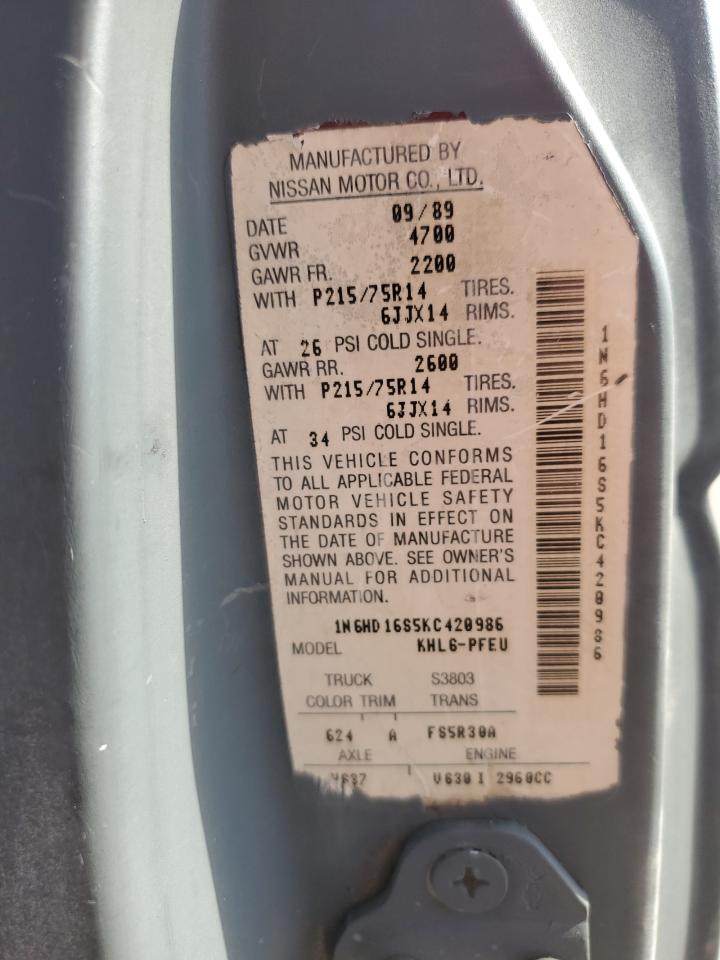 MANUFACTURED BY
NISSAN MOTOR CO., LTD.
DATE 09/89
GVWR 4700
GAWR FR. 2200
WITH P215/75R14 TIRES.
6JJX14 RIMS.
AT 26 PSI COLD SINGLE.
GAWR RR. 2600
WITH P215/75R14 TIRES.
6JJX14 RIMS.
AT 34 PSI COLD SINGLE.
THIS VEHICLE CONFORMS
TO ALL APPLICABLE FEDERAL
MOTOR VEHICLE SAFETY
STANDARDS IN EFFECT ON
THE DATE OF MANUFACTURE
SHOWN ABOVE. SEE OWNER'S
MANUAL FOR ADDITIONAL
INFORMATION.
1N6HD16S5KC420986
MODEL KHL6-PFEU
TRUCK S3803
COLOR TRIM TRANS
624 A FS5R30A
AXLE ENGINE
V630I 2960CC
1N6HD16S5KC420986